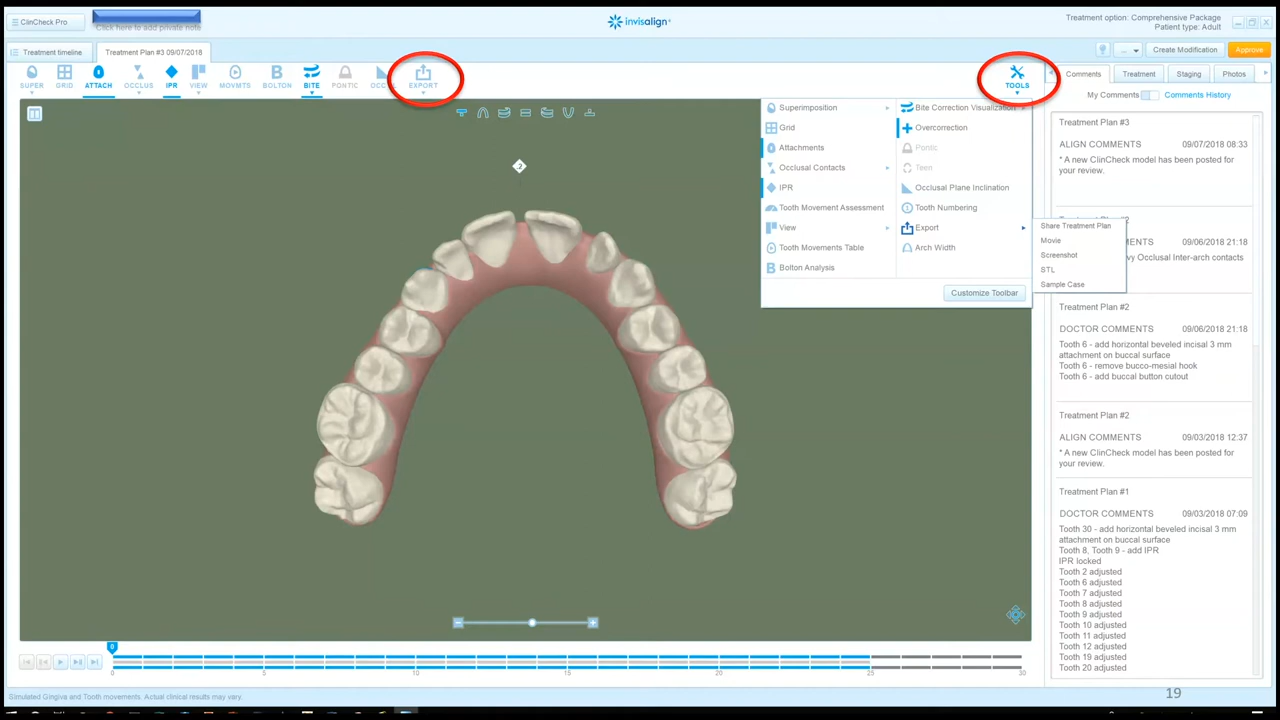 ClinCheck Pro
Click here to add private note
invisalign
Treatment option: Comprehensive Package
Patient type: Adult
Treatment timeline
Treatment Plan #3 09/07/2018
...
Create Modification
Approve
SUPER
GRID
ATTACH
OCCLUS
IPR
VIEW
MOVMTS
BOLTON
BITE
PONTIC
EXPORT
TOOLS
Comments
Treatment
Staging
Photos
My Comments
Comments History
2
Superimposition
Grid
Attachments
Occlusal Contacts
IPR
Tooth Movement Assessment
View
Tooth Movements Table
Bolton Analysis
Bite Correction Visualization
Overcorrection
Pontic
Teen
Occlusal Plane Inclination
Tooth Numbering
Export
Arch Width
Customize Toolbar
Share Treatment Plan
Movie
Screenshot
STL
Sample Case
Treatment Plan #3
ALIGN COMMENTS 09/07/2018 08:33
* A new ClinCheck model has been posted for
your review.
09/06/2018 21:18
Occlusal Inter-arch contacts
Treatment Plan #2
DOCTOR COMMENTS 09/06/2018 21:18
Tooth 6 - add horizontal beveled incisal 3 mm
attachment on buccal surface
Tooth 6 - remove bucco-mesial hook
Tooth 6 - add buccal button cutout
Treatment Plan #2
ALIGN COMMENTS 09/03/2018 12:37
* A new ClinCheck model has been posted for
your review.
Treatment Plan #1
DOCTOR COMMENTS 09/03/2018 07:09
Tooth 30 - add horizontal beveled incisal 3 mm
attachment on buccal surface
Tooth 8, Tooth 9 - add IPR
IPR locked
Tooth 2 adjusted
Tooth 6 adjusted
Tooth 7 adjusted
Tooth 8 adjusted
Tooth 9 adjusted
Tooth 10 adjusted
Tooth 11 adjusted
Tooth 12 adjusted
Tooth 19 adjusted
Tooth 20 adjusted
0
0 5 10 15 20 25 30
Simulated Gingiva and Tooth movements. Actual clinical results may vary.
19